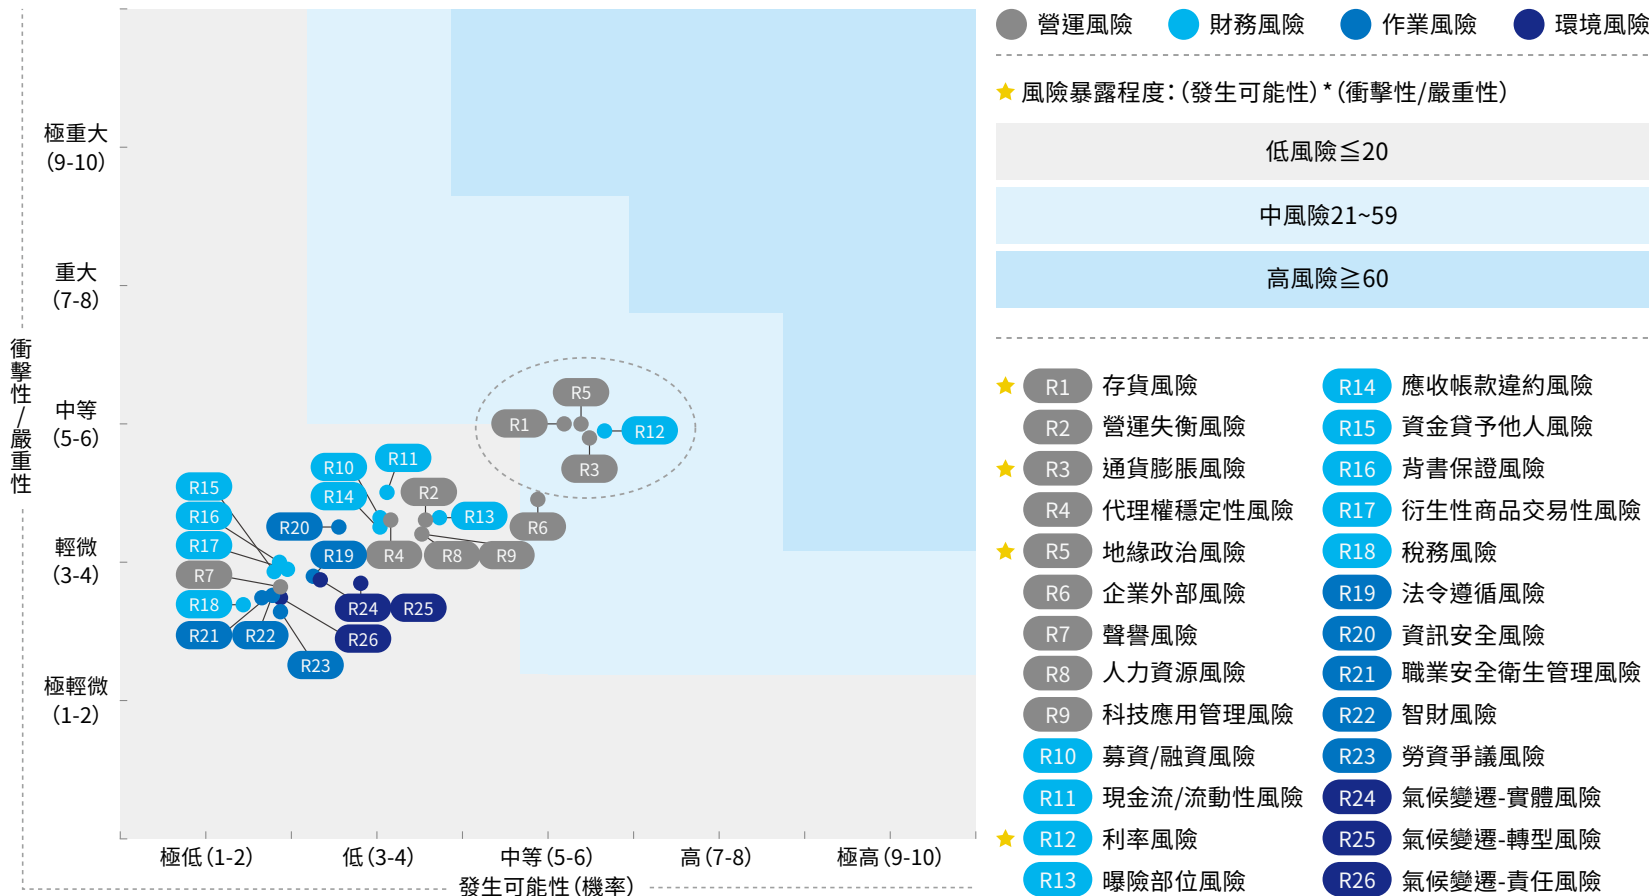 營運風險
財務風險
作業風險
環境風險
風險暴露程度：(發生可能性)*(衝擊性/嚴重性)
低風險≦20
中風險21~59
高風險≧60
衝擊性/嚴重性
極重大
(9-10)
重大
(7-8)
中等
(5-6)
輕微
(3-4)
極輕微
(1-2)
R5
R1
R12
R3
R11
R10
R15
R14
R2
R16
R13
R20
R6
R17
R19
R4
R8
R9
R7
R18
R24
R25
R21
R22
R26
R23
極低(1-2)
低(3-4)
中等(5-6)
高(7-8)
極高(9-10)
發生可能性(機率)
R1 存貨風險
R2 營運失衡風險
R3 通貨膨脹風險
R4 代理權穩定性風險
R5 地緣政治風險
R6 企業外部風險
R7 聲譽風險
R8 人力資源風險
R9 科技應用管理風險
R10 募資/融資風險
R11 現金流/流動性風險
R12 利率風險
R13 曝險部位風險
R14 應收帳款違約風險
R15 資金貸予他人風險
R16 背書保證風險
R17 衍生性商品交易性風險
R18 稅務風險
R19 法令遵循風險
R20 資訊安全風險
R21 職業安全衛生管理風險
R22 智財風險
R23 勞資爭議風險
R24 氣候變遷-實體風險
R25 氣候變遷-轉型風險
R26 氣候變遷-責任風險